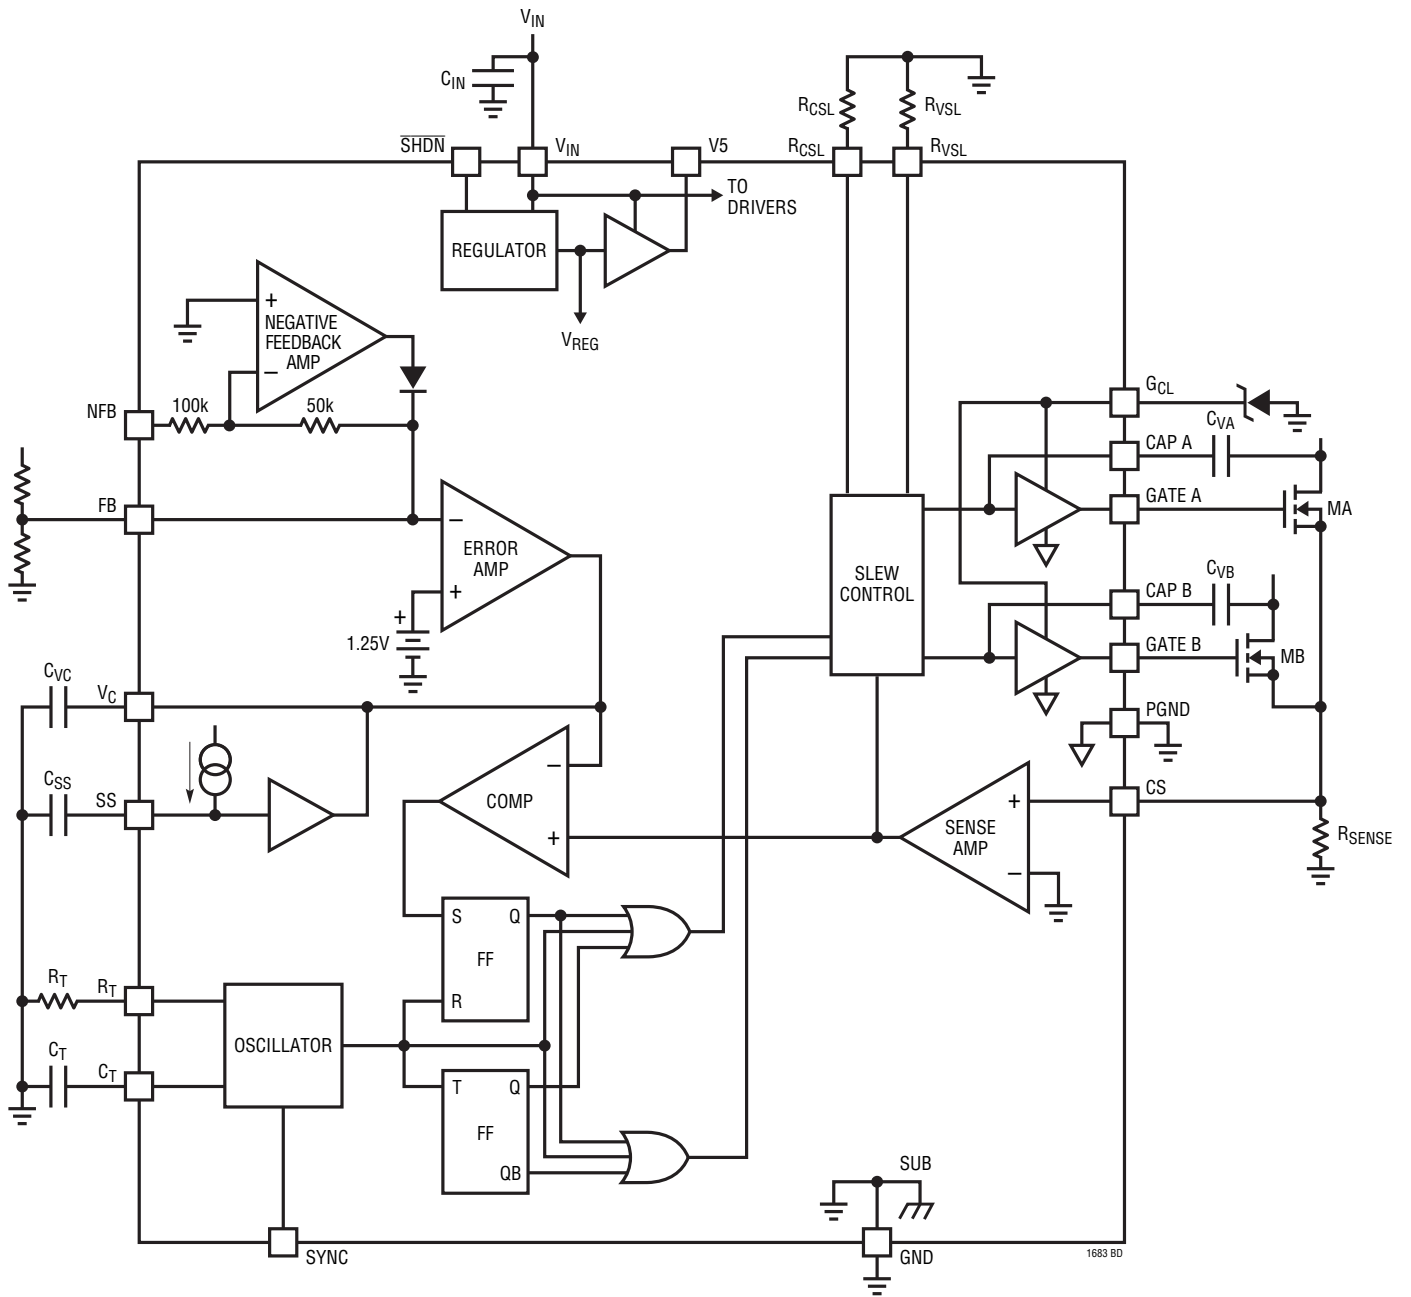 VIN
CIN
RCSL
RVSL
SHDN
VIN
V5
RCSL
RVSL
TO
DRIVERS
REGULATOR
VREG
+
NEGATIVE
FEEDBACK
AMP
–
NFB
100k
50k
GCL
CVA
CAP A
GATE A
MA
FB
–
ERROR
AMP
+
+
1.25V
SLEW
CONTROL
CVB
CAP B
GATE B
MB
CVC
VC
PGND
CSS
SS
–
COMP
+
CS
+
SENSE
AMP
–
RSENSE
S
Q
FF
R
RT
RT
OSCILLATOR
CT
CT
T
Q
FF
QB
SUB
SYNC
GND
1683 BD